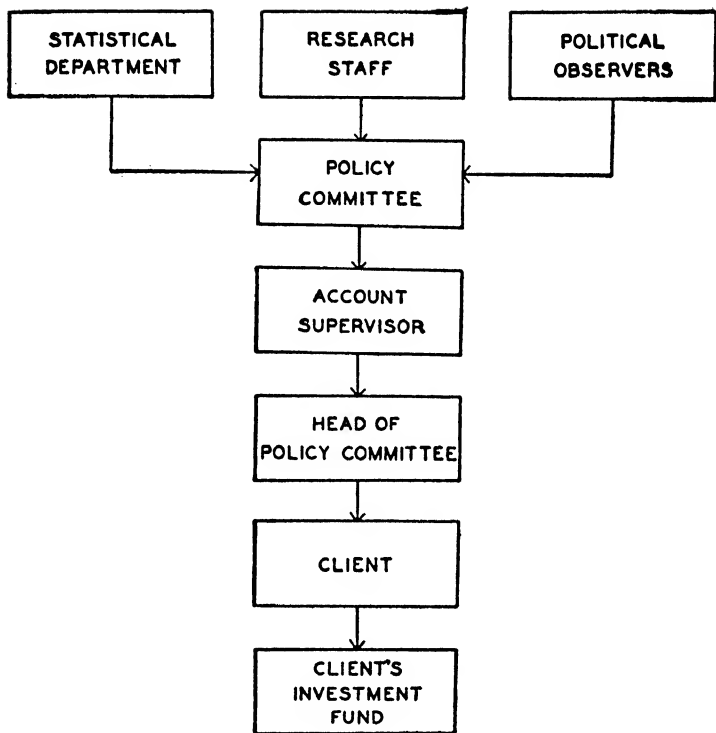 STATISTICAL
DEPARTMENT
RESEARCH
STAFF
POLITICAL
OBSERVERS
POLICY
COMMITTEE
ACCOUNT
SUPERVISOR
HEAD OF
POLICY COMMITTEE
CLIENT
CLIENT'S
INVESTMENT
FUND